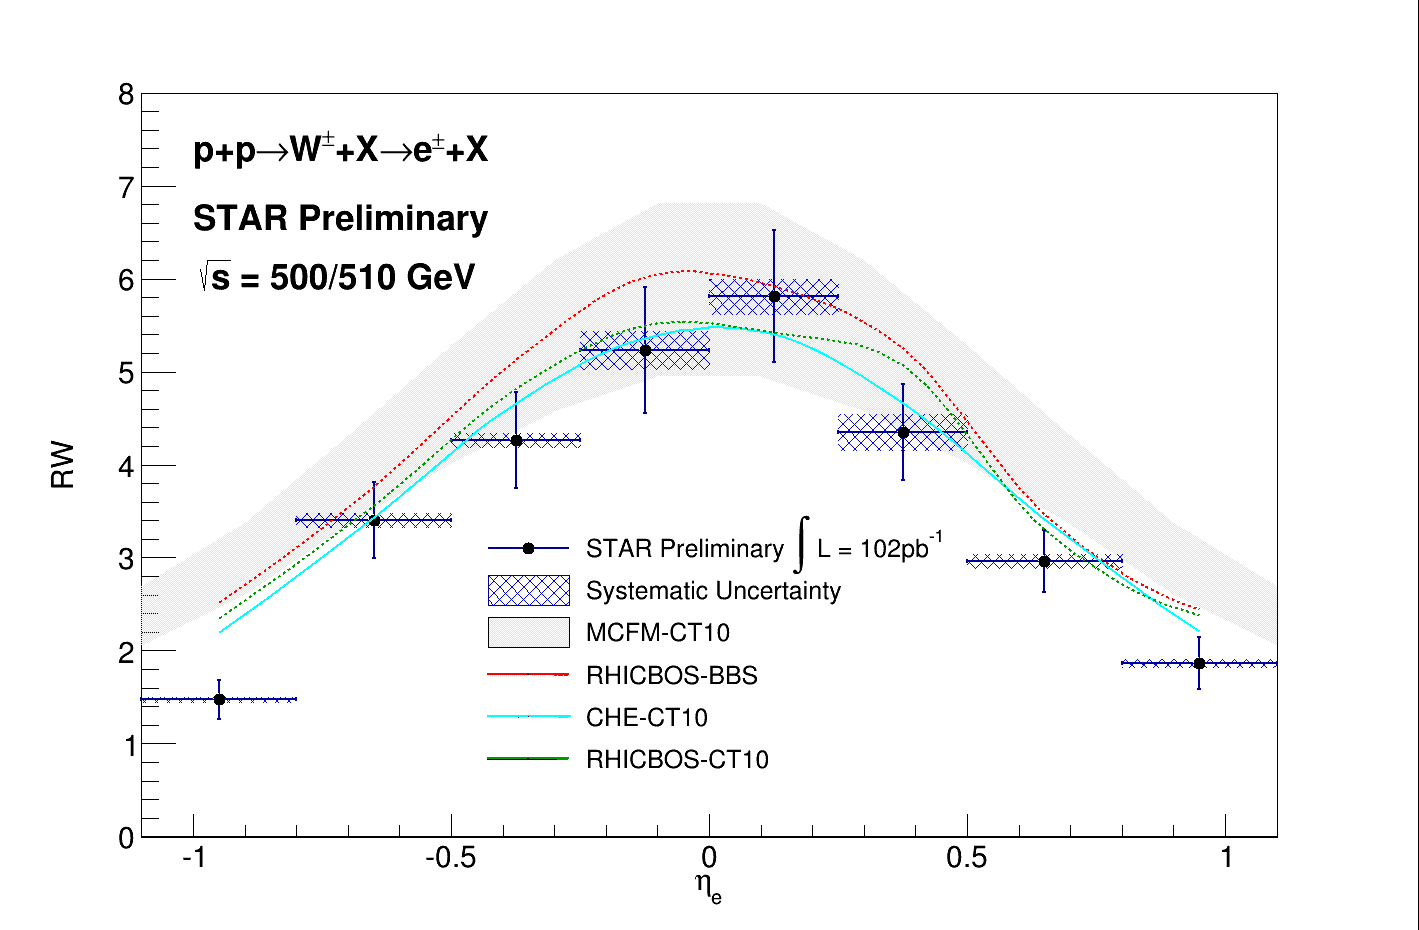 8
7
6
5
4
3
2
1
0
RW
p+p→W±+X→e±+X
STAR Preliminary
√s = 500/510 GeV
STAR Preliminary ∫ L = 102pb-1
Systematic Uncertainty
MCFM-CT10
RHICBOS-BBS
CHE-CT10
RHICBOS-CT10
-1 -0.5 0 0.5 1
ηe